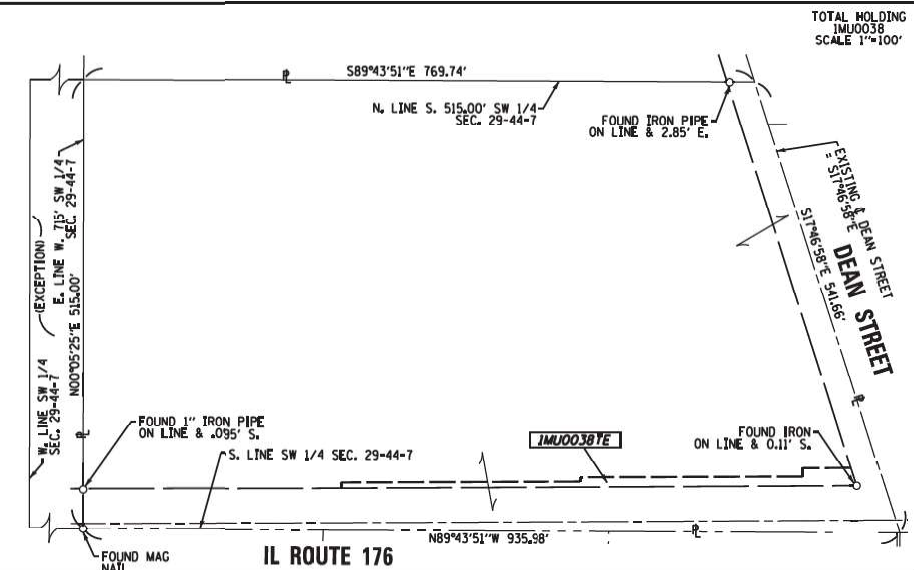 TOTAL HOLDING
1MU0038
SCALE 1"=100'
S89°43'51"E 769.74'
N. LINE S. 515.00' SW 1/4
SEC. 29-44-7
FOUND IRON PIPE
ON LINE & 2.85' E.
EXISTING ℄ DEAN STREET
= S17°46'58"E
S17°46'58"E 541.66'
DEAN STREET
(EXCEPTION)
E. LINE W. 715' SW 1/4
SEC. 29-44-7
N00°05'25"E 515.00'
W. LINE SW 1/4
SEC. 29-44-7
FOUND 1" IRON PIPE
ON LINE & .095' S.
S. LINE SW 1/4 SEC. 29-44-7
1MU0038TE
FOUND IRON
ON LINE & 0.11' S.
N89°43'51"W 935.98'
IL ROUTE 176
FOUND MAG
NAIL